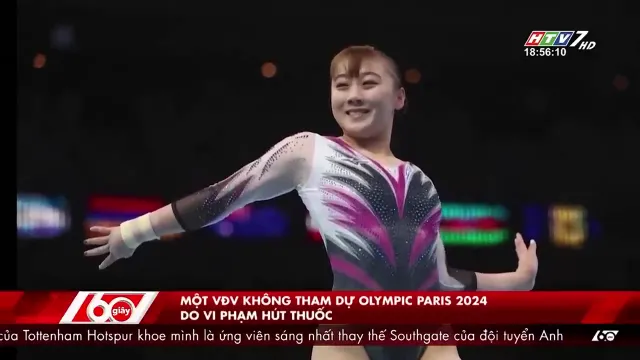 HTV7 HD
18:56:10
60 giây
MỘT VĐV KHÔNG THAM DỰ OLYMPIC PARIS 2024
DO VI PHẠM HÚT THUỐC
của Tottenham Hotspur khoe mình là ứng viên sáng nhất thay thế Southgate của đội tuyển Anh
60